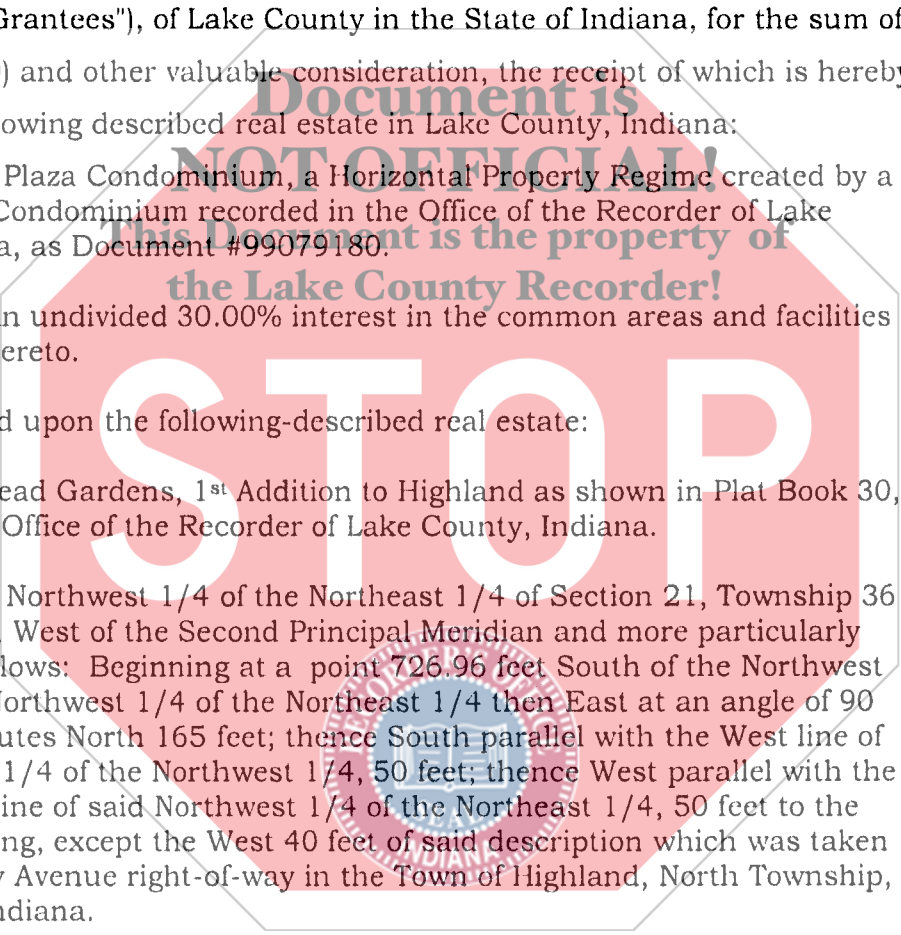 Grantees"), of Lake County in the State of Indiana, for the sum of
) and other valuable consideration, the receipt of which is hereby
Document is
owing described real estate in Lake County, Indiana:
NOT OFFICIAL!
Plaza Condominium, a Horizontal Property Regime created by a
Condominium recorded in the Office of the Recorder of Lake
This Document is the property of
a, as Document #99079180.
the Lake County Recorder!
n undivided 30.00% interest in the common areas and facilities
ereto.
STOP
d upon the following-described real estate:
ead Gardens, 1st Addition to Highland as shown in Plat Book 30,
Office of the Recorder of Lake County, Indiana.
Northwest 1/4 of the Northeast 1/4 of Section 21, Township 36
West of the Second Principal Meridian and more particularly
lows: Beginning at a point 726.96 feet South of the Northwest
Northwest 1/4 of the Northeast 1/4 then East at an angle of 90
utes North 165 feet; thence South parallel with the West line of
1/4 of the Northwest 1/4, 50 feet; thence West parallel with the
ine of said Northwest 1/4 of the Northeast 1/4, 50 feet to the
ng, except the West 40 feet of said description which was taken
y Avenue right-of-way in the Town of Highland, North Township,
ndiana.
RECORDER'S OFFICE
SEAL
INDIANA